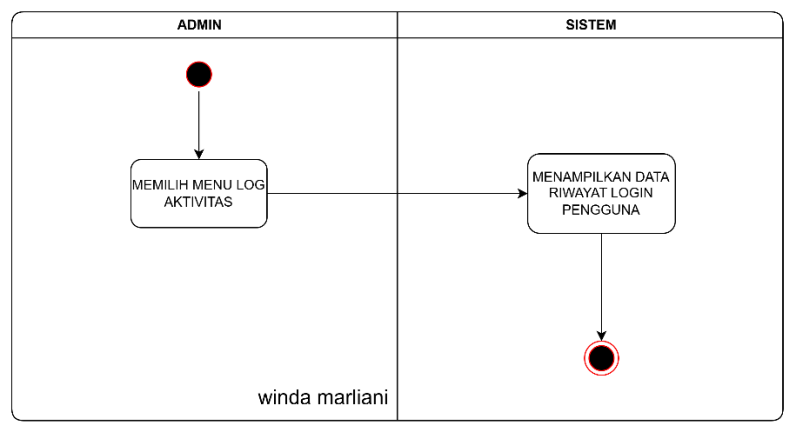 ADMIN
SISTEM
MEMILIH MENU LOG
AKTIVITAS
MENAMPILKAN DATA
RIWAYAT LOGIN
PENGGUNA
winda marliani